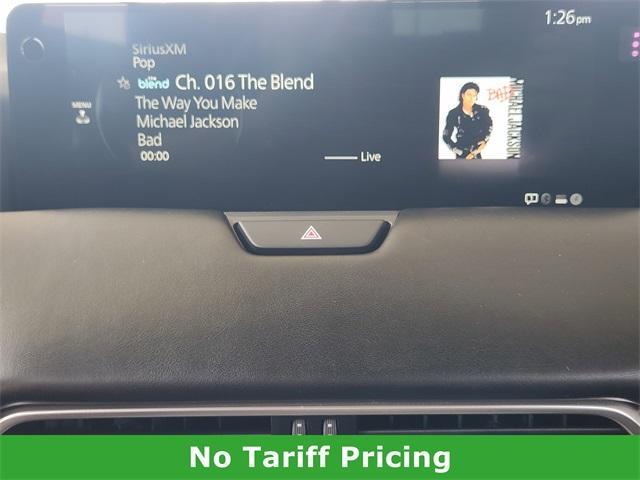 1:26pm
SiriusXM
Pop
the blend Ch. 016 The Blend
MENU
The Way You Make
Michael Jackson
Bad
00:00
Live
BAD
MICHAEL JACKSON
No Tariff Pricing